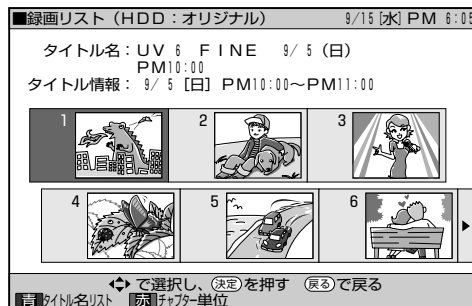 ■録画リスト（HDD：オリジナル） 9/15 [水] PM 6:05
タイトル名：UV 6 FINE 9/ 5（日）
PM10:00
タイトル情報： 9/ 5 [日] PM10:00〜PM11:00
1 2 3
4 5 6
で選択し、決定を押す 戻るで戻る
青 タイトル名リスト 赤 チャプター単位